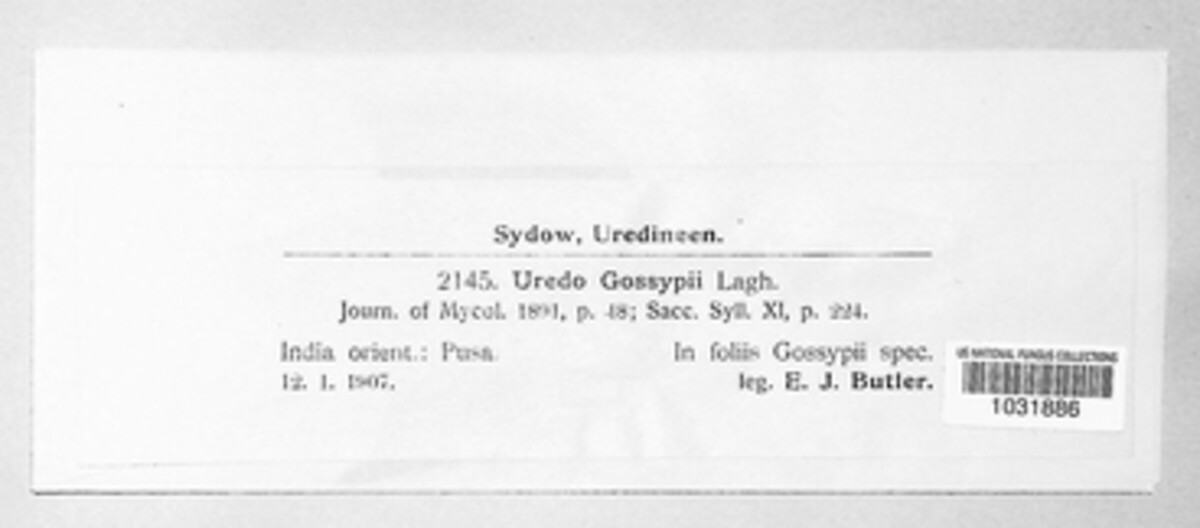 Sydow, Uredineen.
2145. Uredo Gossypii Lagh.
Journ. of Mycol. 1891, p. 48; Sacc. Syll. XI, p. 224.
India orient.: Pusa.
12. 1. 1907.
In foliis Gossypii spec.
leg. E. J. Butler.
US NATIONAL FUNGUS COLLECTIONS
1031886